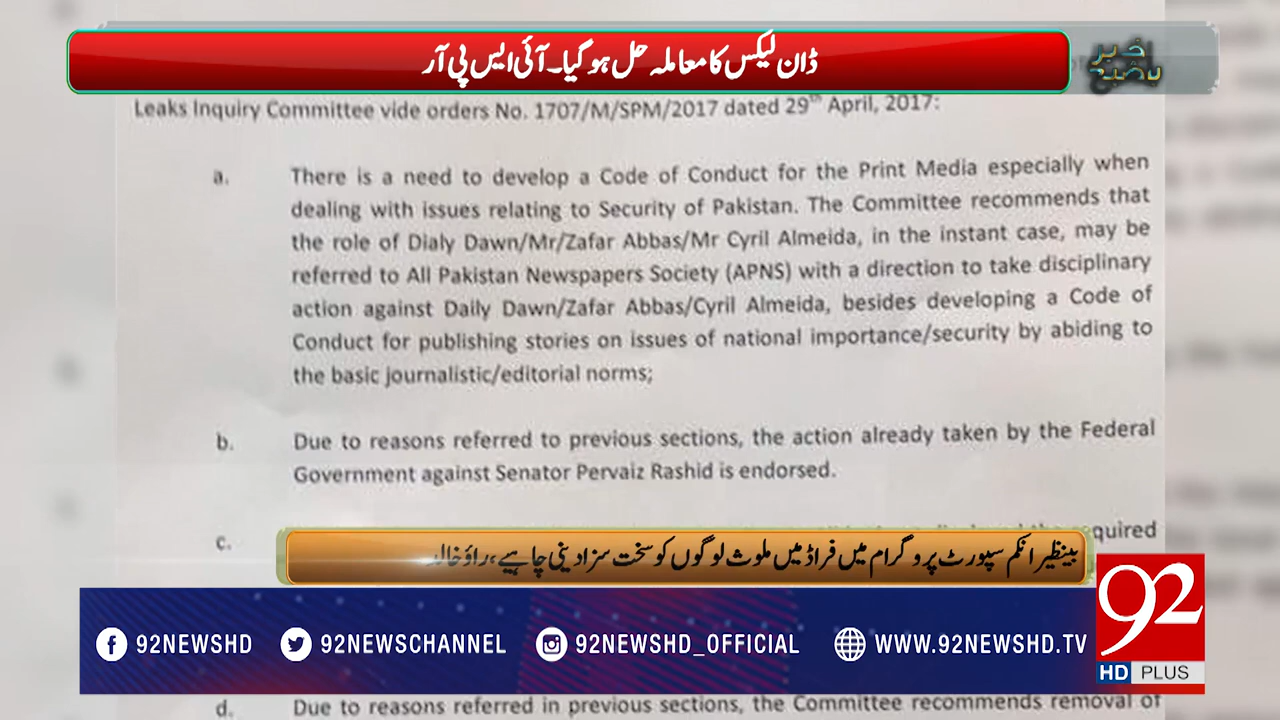 ڈان لیکس کا معاملہ حل ہو گیا۔ آئی ایس پی آر
Leaks Inquiry Committee vide orders No. 1707/M/SPM/2017 dated 29th April, 2017:
a. There is a need to develop a Code of Conduct for the Print Media especially when
dealing with issues relating to Security of Pakistan. The Committee recommends that
the role of Dialy Dawn/Mr/Zafar Abbas/Mr Cyril Almeida, in the instant case, may be
referred to All Pakistan Newspapers Society (APNS) with a direction to take disciplinary
action against Daily Dawn/Zafar Abbas/Cyril Almeida, besides developing a Code of
Conduct for publishing stories on issues of national importance/security by abiding to
the basic journalistic/editorial norms;
b. Due to reasons referred to previous sections, the action already taken by the Federal
Government against Senator Pervaiz Rashid is endorsed.
c. quired
بینظیر انکم سپورٹ پروگرام میں فراڈ میں ملوث لوگوں کو سخت سزا دینی چاہیے، راؤ خالد
92NEWSHD 92NEWSCHANNEL 92NEWSHD_OFFICIAL WWW.92NEWSHD.TV
92
HD PLUS
d. Due to reasons referred in previous sections, the Committee recommends removal of